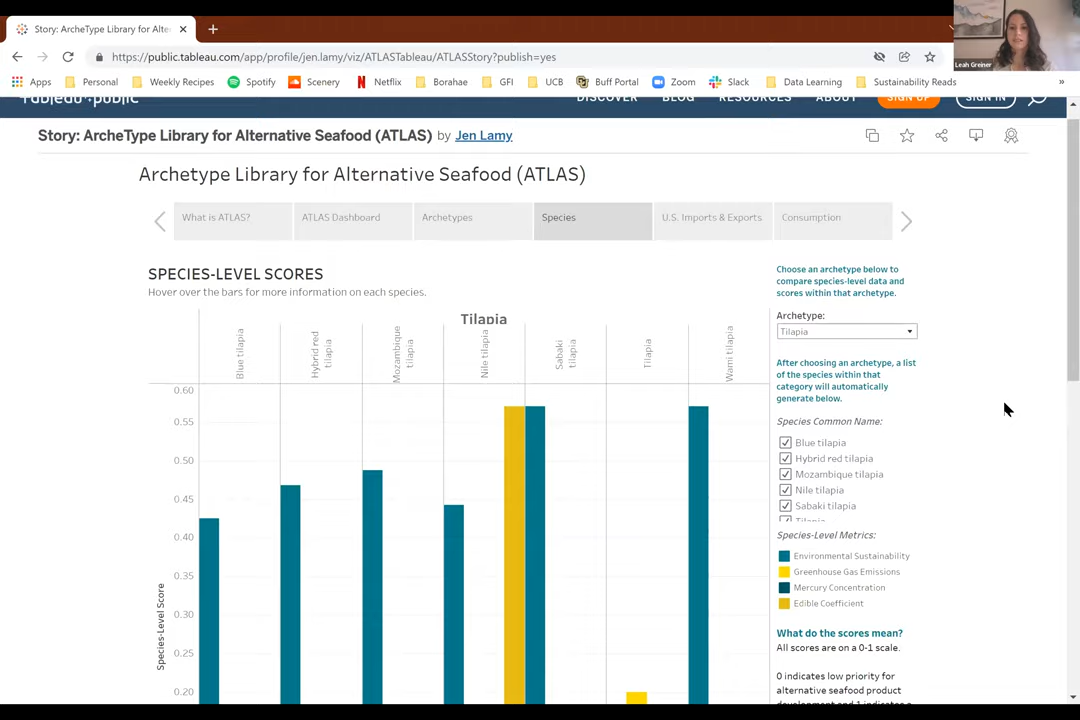 Story: ArcheType Library for Alte
https://public.tableau.com/app/profile/jen.lamy/viz/ATLASTableau/ATLASStory?publish=yes
Leah Greiner
Apps Personal Weekly Recipes Spotify Scenery Netflix Borahae GFI UCB Buff Portal Zoom Slack Data Learning Sustainability Reads »
DISCOVER BLOG RESOURCES ABOUT SIGN UP SIGN IN
Story: ArcheType Library for Alternative Seafood (ATLAS) by Jen Lamy
Archetype Library for Alternative Seafood (ATLAS)
What is ATLAS? ATLAS Dashboard Archetypes Species U.S. Imports & Exports Consumption
SPECIES-LEVEL SCORES
Hover over the bars for more information on each species.
Tilapia
Blue tilapia
Hybrid red
tilapia
Mozambique
tilapia
Nile tilapia
Sabaki
tilapia
Tilapia
Wami tilapia
0.60
0.55
0.50
0.45
0.40
0.35
0.30
0.25
0.20
Species-Level Score
Choose an archetype below to
compare species-level data and
scores within that archetype.
Archetype:
Tilapia
After choosing an archetype, a list
of the species within that
category will automatically
generate below.
Species Common Name:
Blue tilapia
Hybrid red tilapia
Mozambique tilapia
Nile tilapia
Sabaki tilapia
Tilapia
Species-Level Metrics:
Environmental Sustainability
Greenhouse Gas Emissions
Mercury Concentration
Edible Coefficient
What do the scores mean?
All scores are on a 0-1 scale.
0 indicates low priority for
alternative seafood product
development and 1 indicates a